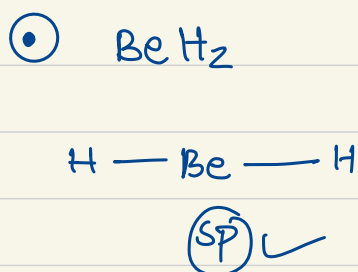 BeH2
H — Be — H
SP ✓